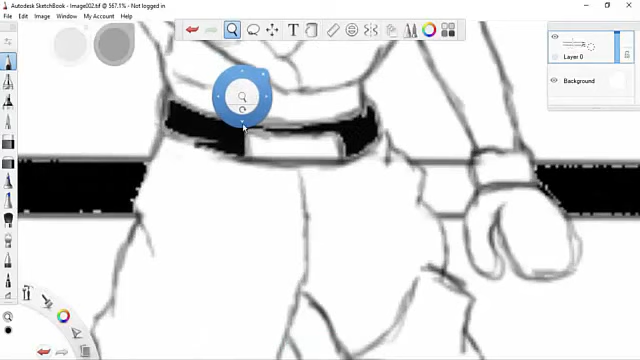 Autodesk SketchBook - Image002.tif @ 567.1% - Not logged in
File Edit Image Window My Account Help
T
Layer 0
Background